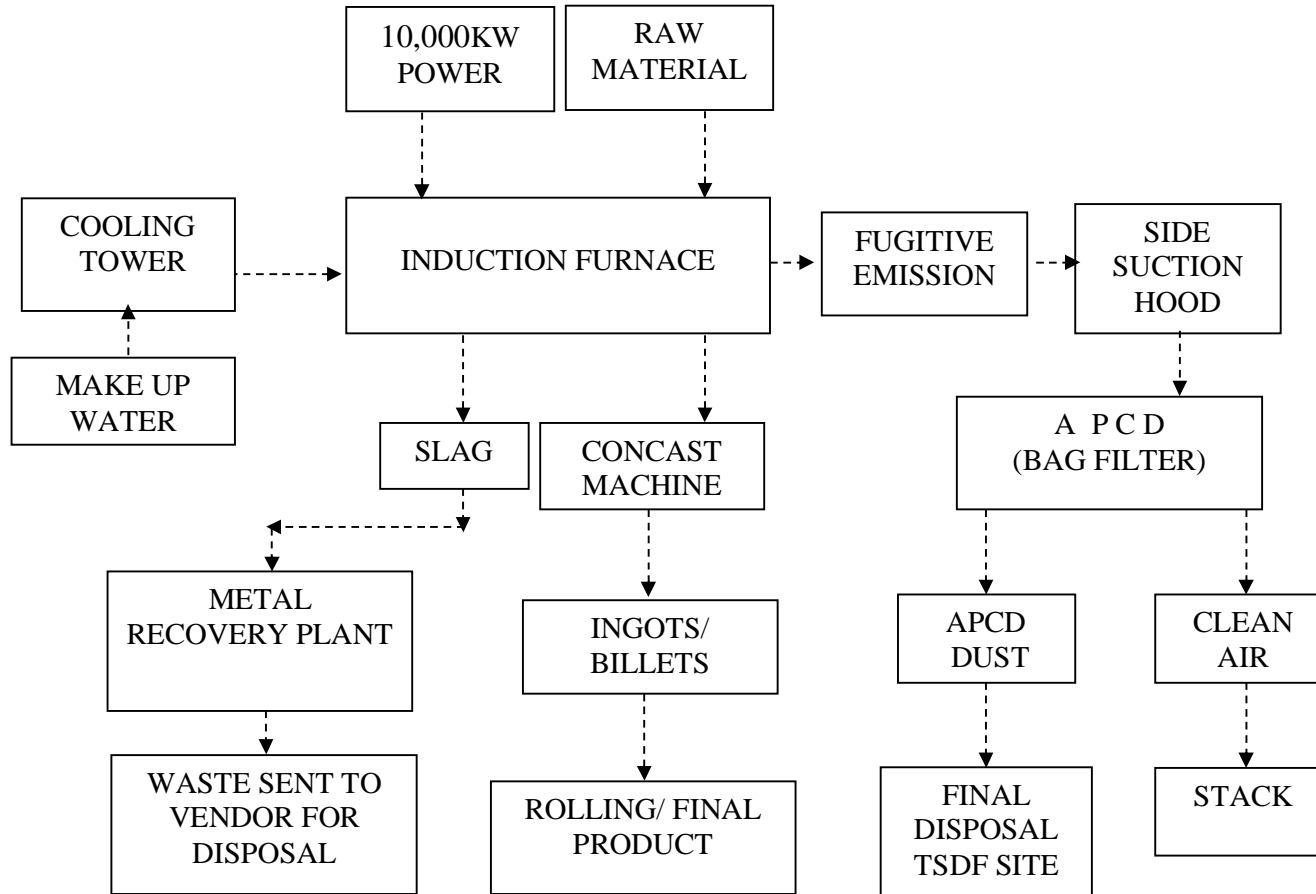 10,000KW
POWER
RAW
MATERIAL
COOLING
TOWER
INDUCTION FURNACE
FUGITIVE
EMISSION
SIDE
SUCTION
HOOD
MAKE UP
WATER
SLAG
CONCAST
MACHINE
A P C D
(BAG FILTER)
METAL
RECOVERY PLANT
INGOTS/
BILLETS
APCD
DUST
CLEAN
AIR
WASTE SENT TO
VENDOR FOR
DISPOSAL
ROLLING/ FINAL
PRODUCT
FINAL
DISPOSAL
TSDF SITE
STACK